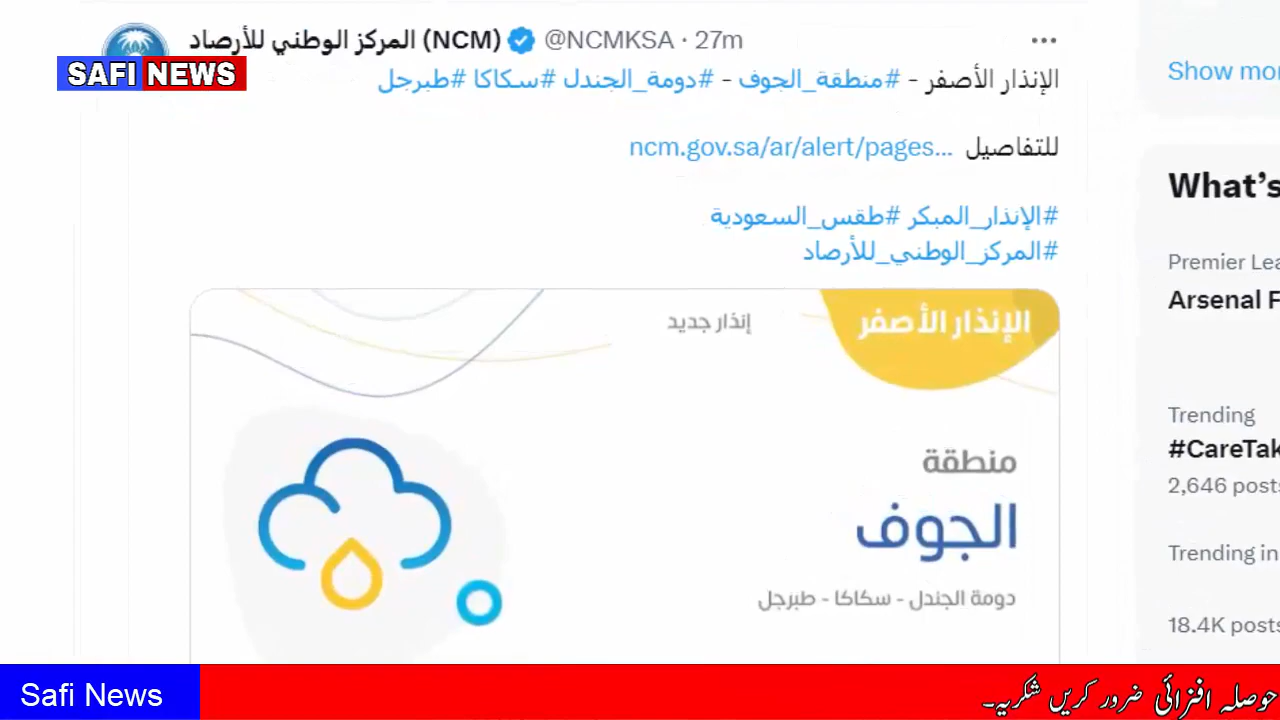 المركز الوطني للأرصاد (NCM) @NCMKSA · 27m
SAFI NEWS
الإنذار الأصفر - #منطقة_الجوف - #دومة_الجندل #سكاكا #طبرجل
للتفاصيل ncm.gov.sa/ar/alert/pages...
#الإنذار_المبكر #طقس_السعودية
#المركز_الوطني_للأرصاد
الإنذار الأصفر
إنذار جديد
منطقة
الجوف
دومة الجندل - سكاكا - طبرجل
Show mor
What's
Premier Lea
Arsenal F
Trending
#CareTak
2,646 posts
Trending in
18.4K posts
Safi News
حوصلہ افزائی ضرور کریں شکریہ۔